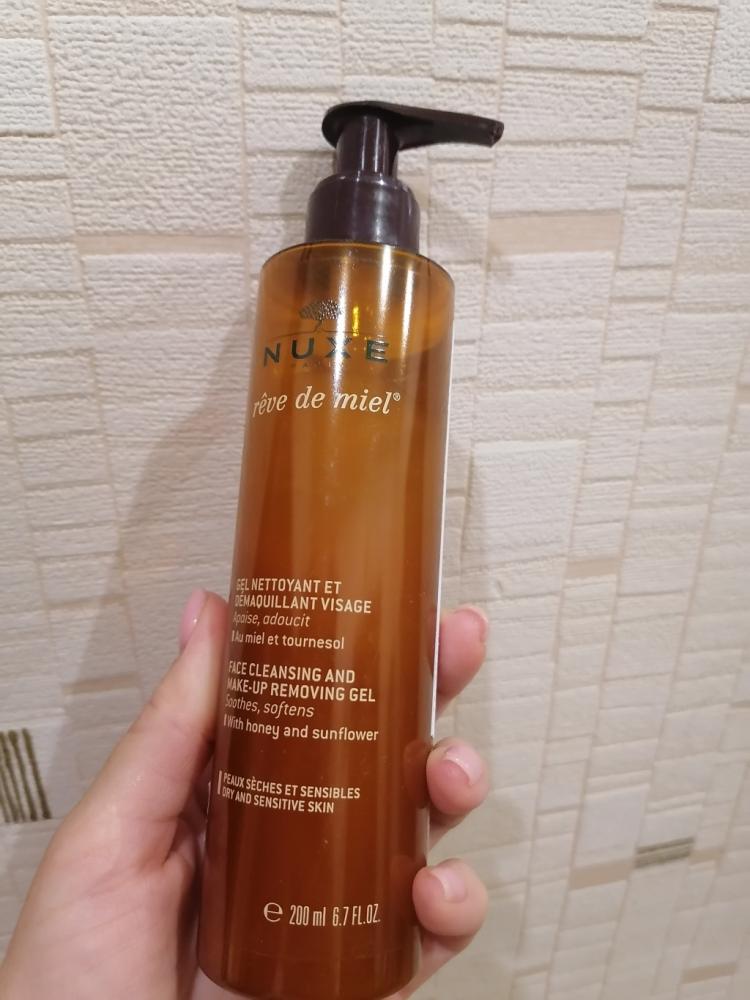 NUXE
rêve de miel®
GEL NETTOYANT ET
DÉMAQUILLANT VISAGE
Apaise, adoucit
Au miel et tournesol
FACE CLEANSING AND
MAKE-UP REMOVING GEL
Soothes, softens
With honey and sunflower
PEAUX SÈCHES ET SENSIBLES
DRY AND SENSITIVE SKIN
℮ 200 ml 6.7 FL.OZ.